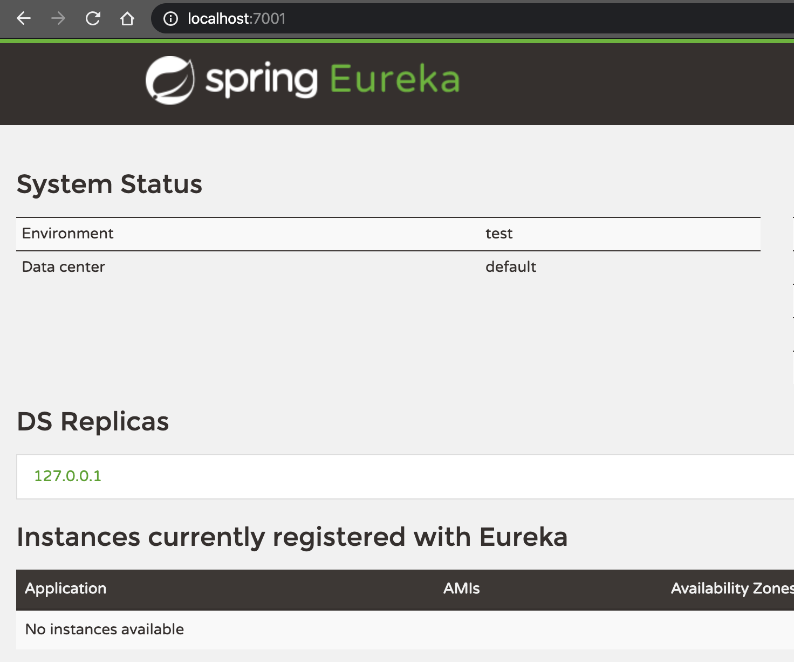 localhost:7001
spring Eureka
System Status
Environment test
Data center default
DS Replicas
127.0.0.1
Instances currently registered with Eureka
Application AMIs Availability Zones
No instances available